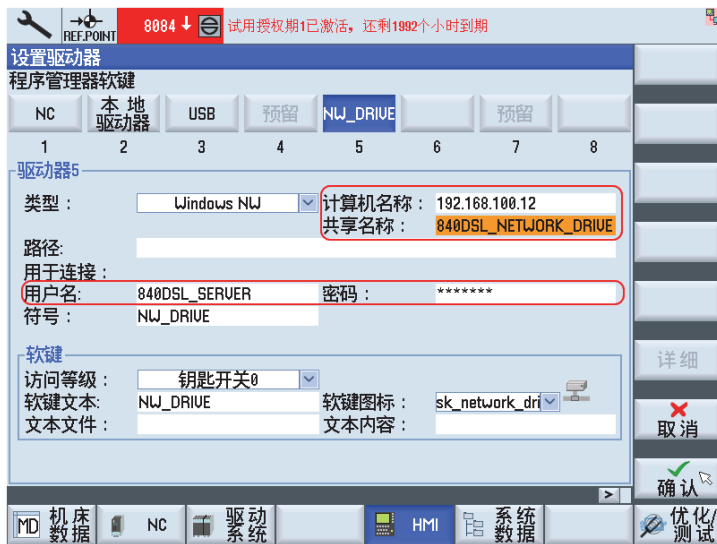 REF.POINT
8084 试用授权期1已激活，还剩1992个小时到期
设置驱动器
程序管理器软键
NC 本地驱动器 USB 预留 NW_DRIVE 预留
1 2 3 4 5 6 7 8
驱动器5
类型： Windows NW 计算机名称： 192.168.100.12
共享名称： 840DSL_NETWORK_DRIVE
路径:
用于连接：
用户名: 840DSL_SERVER 密码： *******
符号： NW_DRIVE
软键
访问等级： 钥匙开关0
软键文本: NW_DRIVE 软键图标： sk_network_dri
文本文件： 文本内容：
详细
取消
确认
MD 机床数据 NC 驱动系统 HMI 系统数据 优化/测试